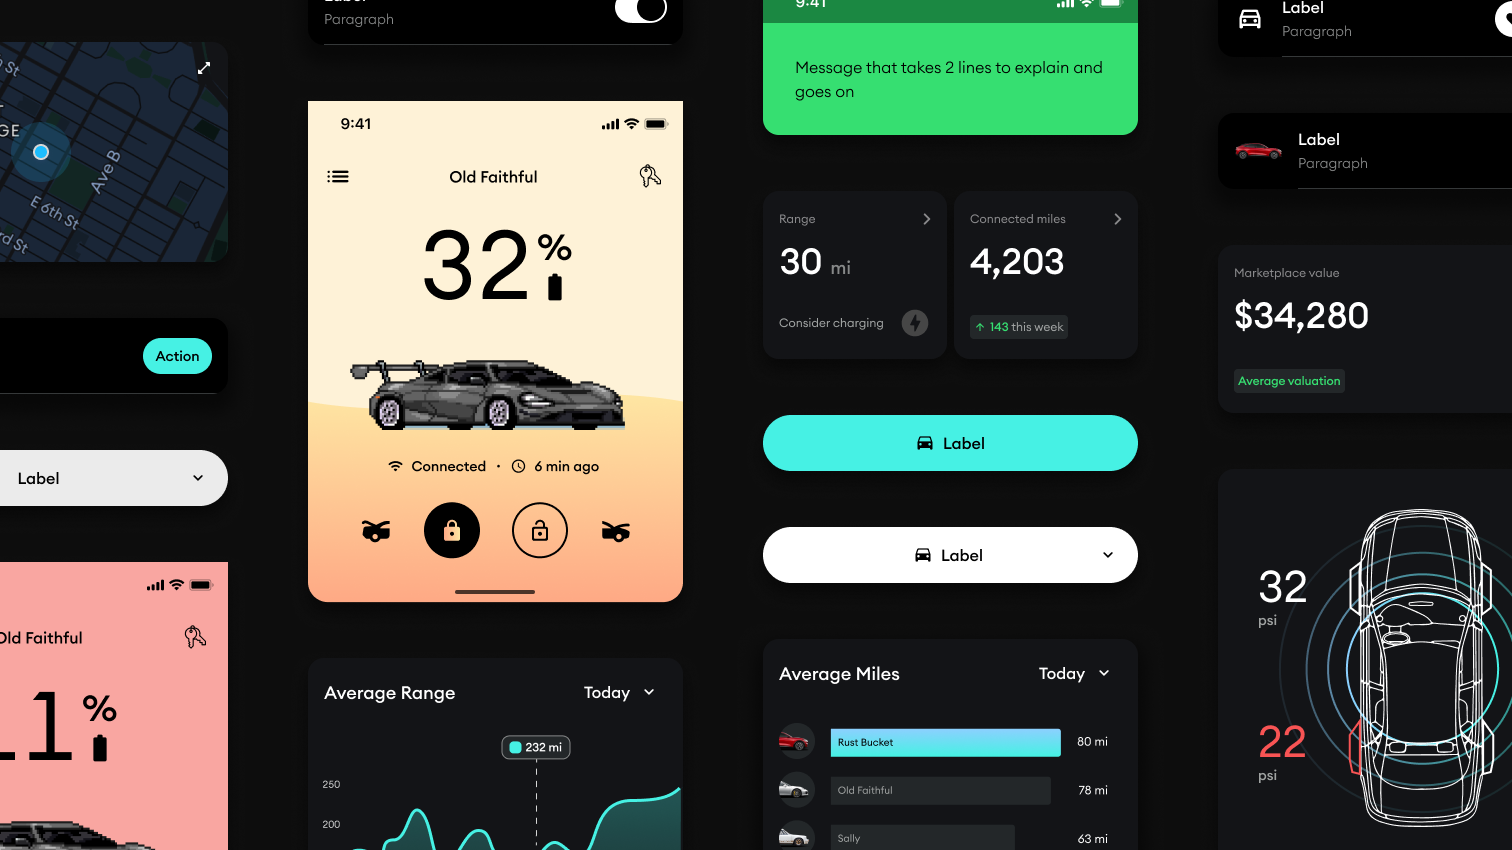 th St
GE
Ave B
E 6th St
rd St
Action
Label
Old Faithful
11 %
Label
Paragraph
9:41
Old Faithful
32 %
Connected · 6 min ago
Average Range
Today
232 mi
250
200
9:41
Message that takes 2 lines to explain and
goes on
Range
30 mi
Consider charging
Connected miles
4,203
↑ 143 this week
Label
Label
Average Miles
Today
Rust Bucket
80 mi
Old Faithful
78 mi
Sally
63 mi
Label
Paragraph
Label
Paragraph
Marketplace value
$34,280
Average valuation
32
psi
22
psi